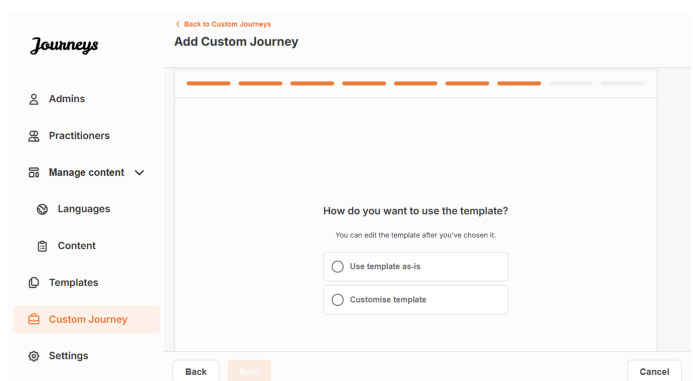 Journeys
Admins
Practitioners
Manage content
Languages
Content
Templates
Custom Journey
Settings
Back to Custom Journeys
Add Custom Journey
How do you want to use the template?
You can edit the template after you've chosen it.
Use template as-is
Customise template
Back
Next
Cancel